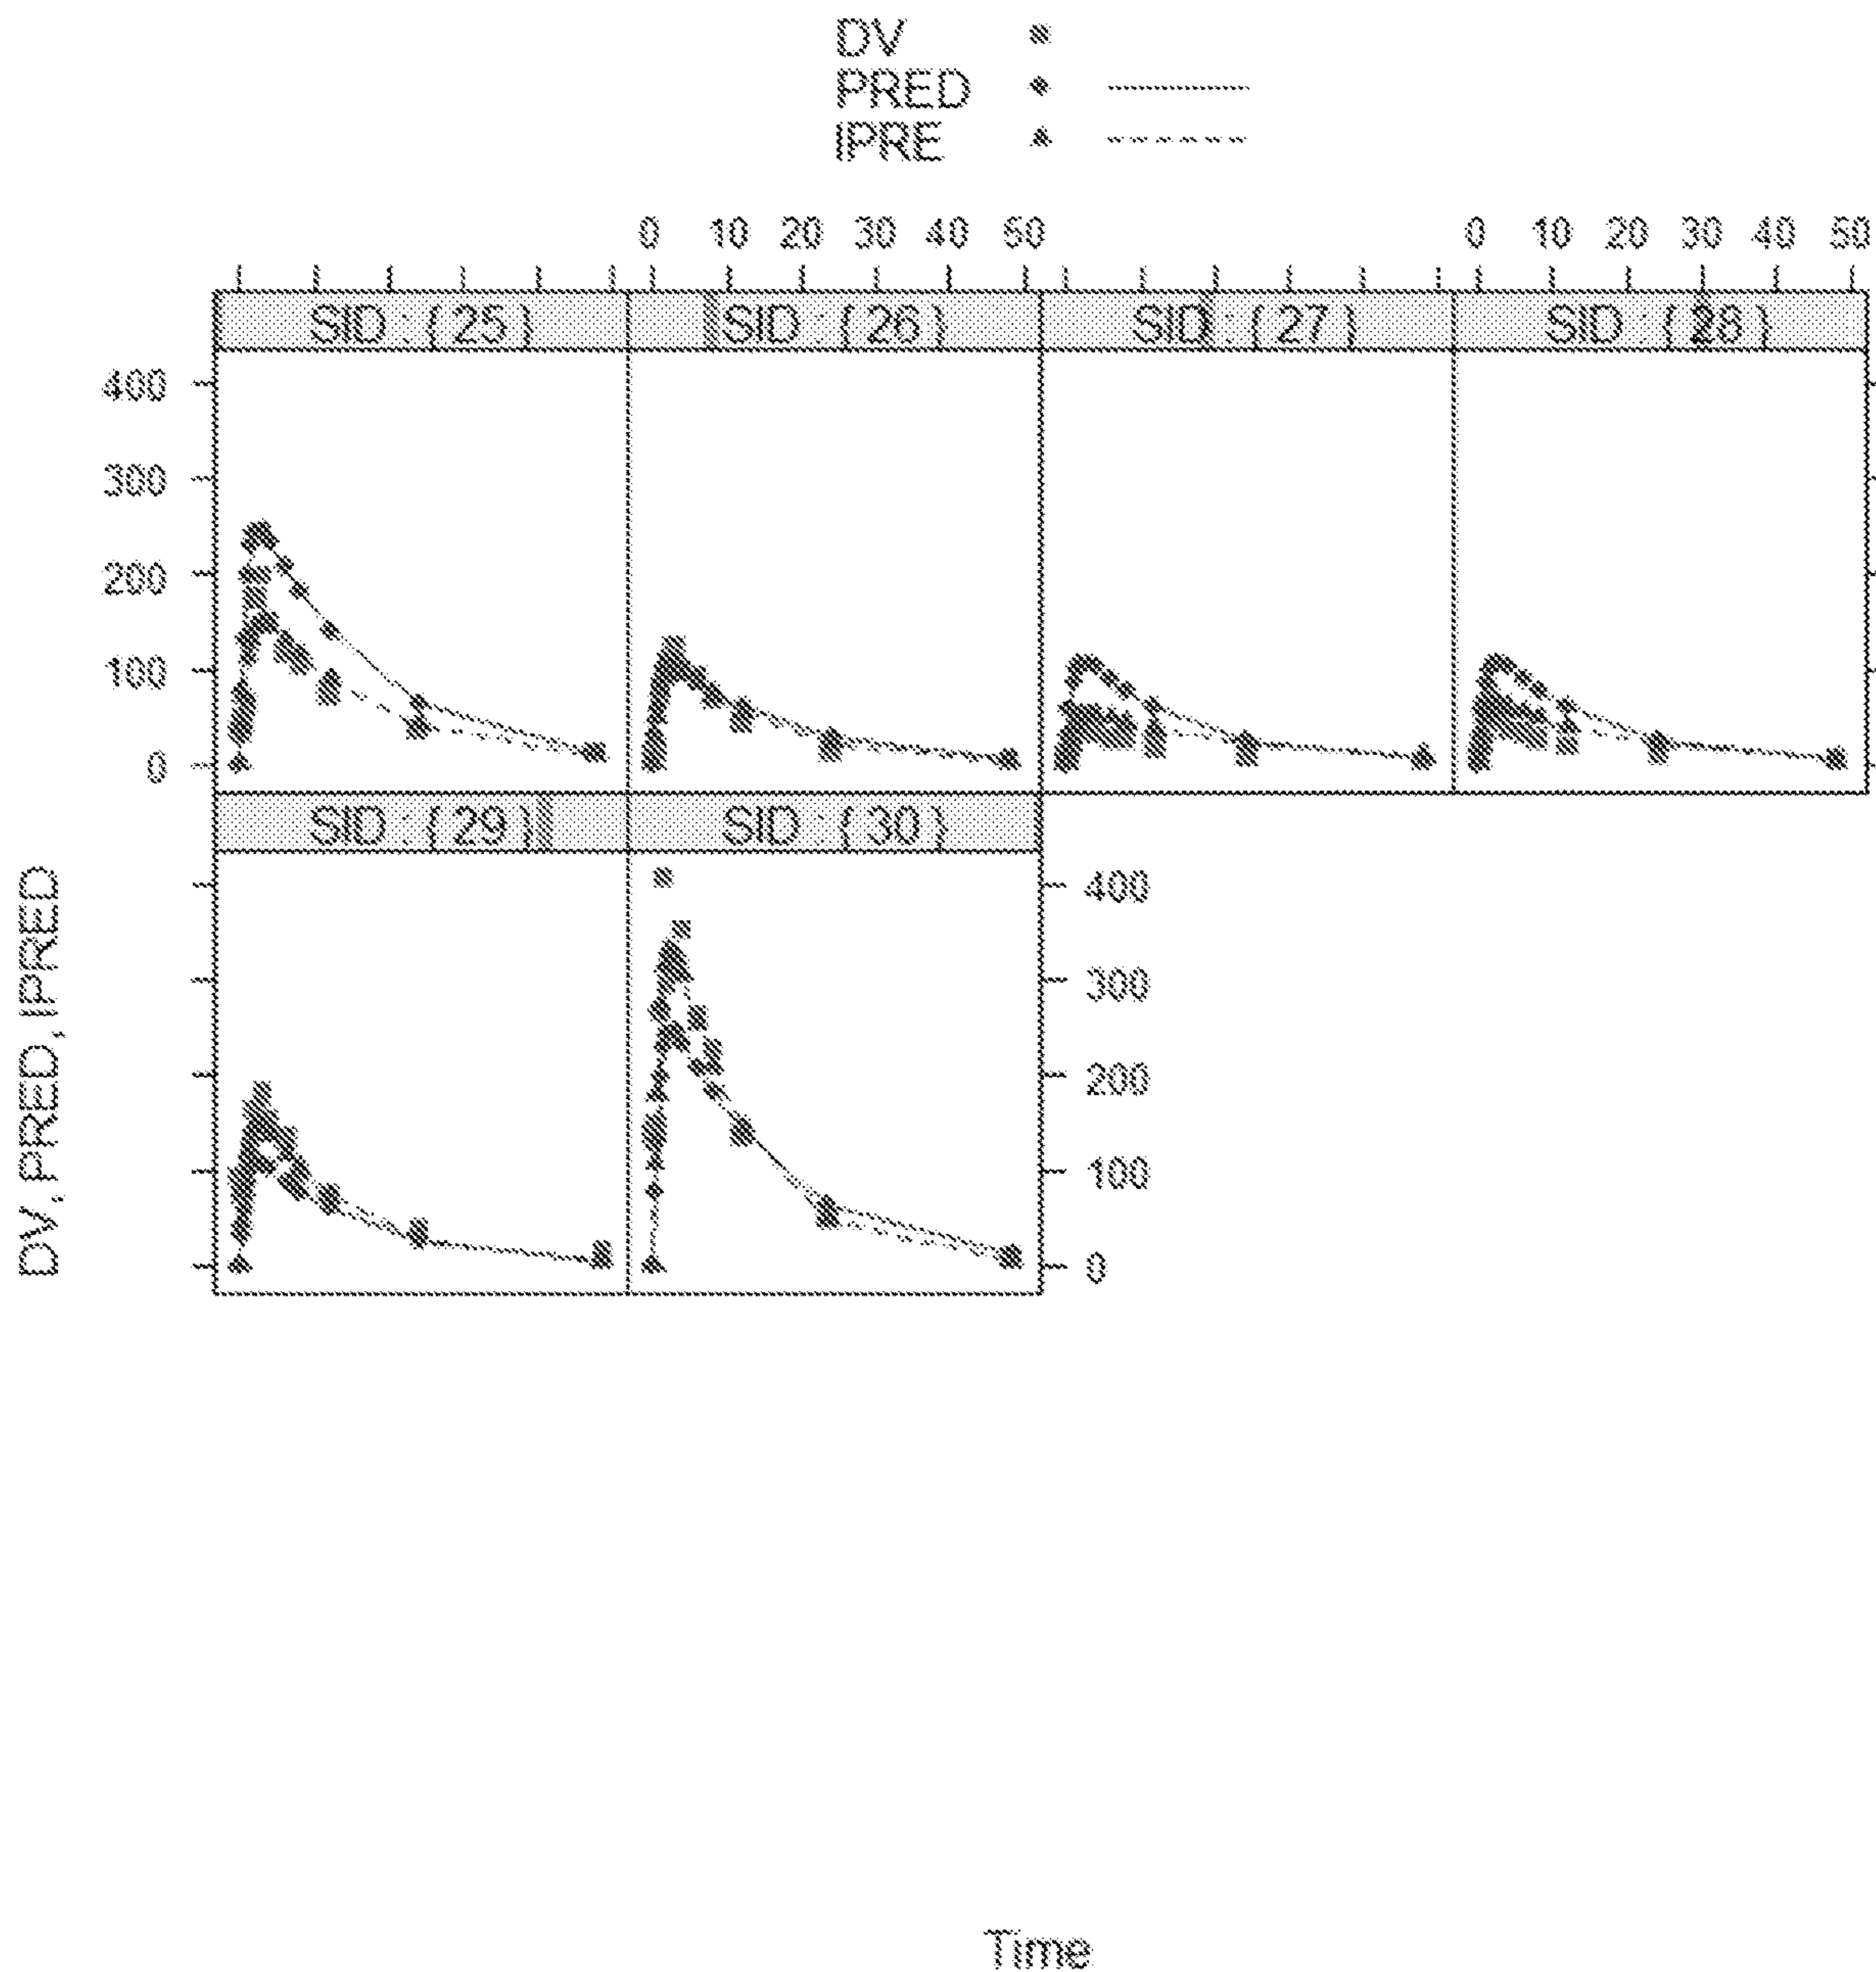 DV
PRED
IPRE
0 10 20 30 40 50 0 10 20 30 40 50
SID : { 25 } SID : { 26 } SID : { 27 } SID : { 28 }
400
300
200
100
0
SID : { 29 } SID : { 30 }
400
300
200
100
0
DV, PRED, IPRED
Time